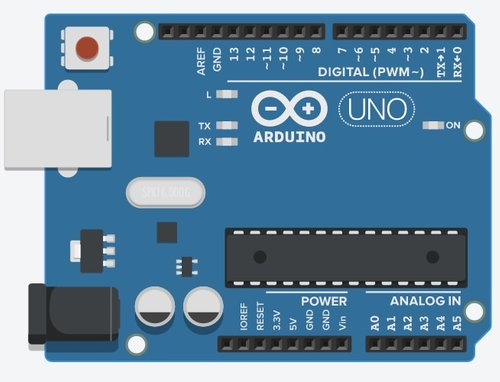 AREF
GND
13
12
~11
~10
~9
8
7
~6
~5
4
~3
2
TX→1
RX←0
DIGITAL (PWM~)
L
TX
RX
ARDUINO
UNO
ON
SPK16.000G
POWER
ANALOG IN
IOREF
RESET
3.3V
5V
GND
GND
Vin
A0
A1
A2
A3
A4
A5